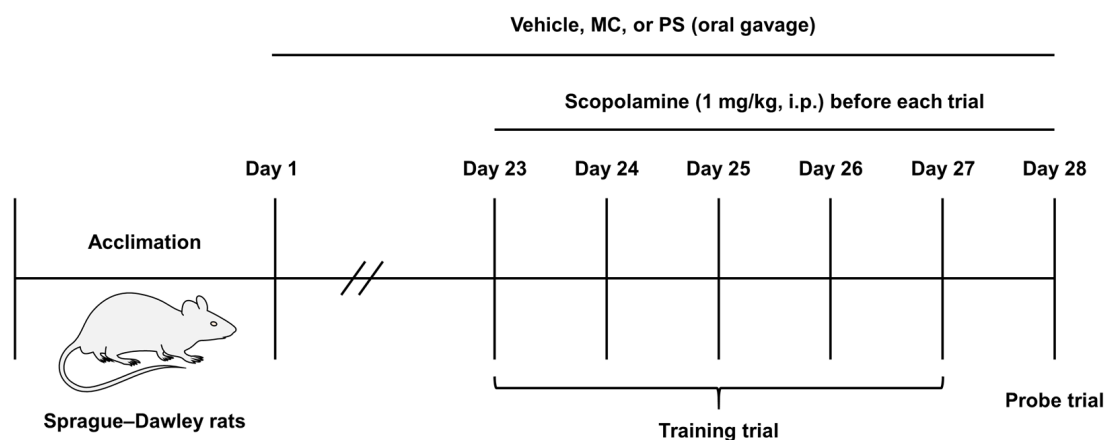 Vehicle, MC, or PS (oral gavage)
Scopolamine (1 mg/kg, i.p.) before each trial
Day 1
Day 23
Day 24
Day 25
Day 26
Day 27
Day 28
Acclimation
Sprague–Dawley rats
Training trial
Probe trial